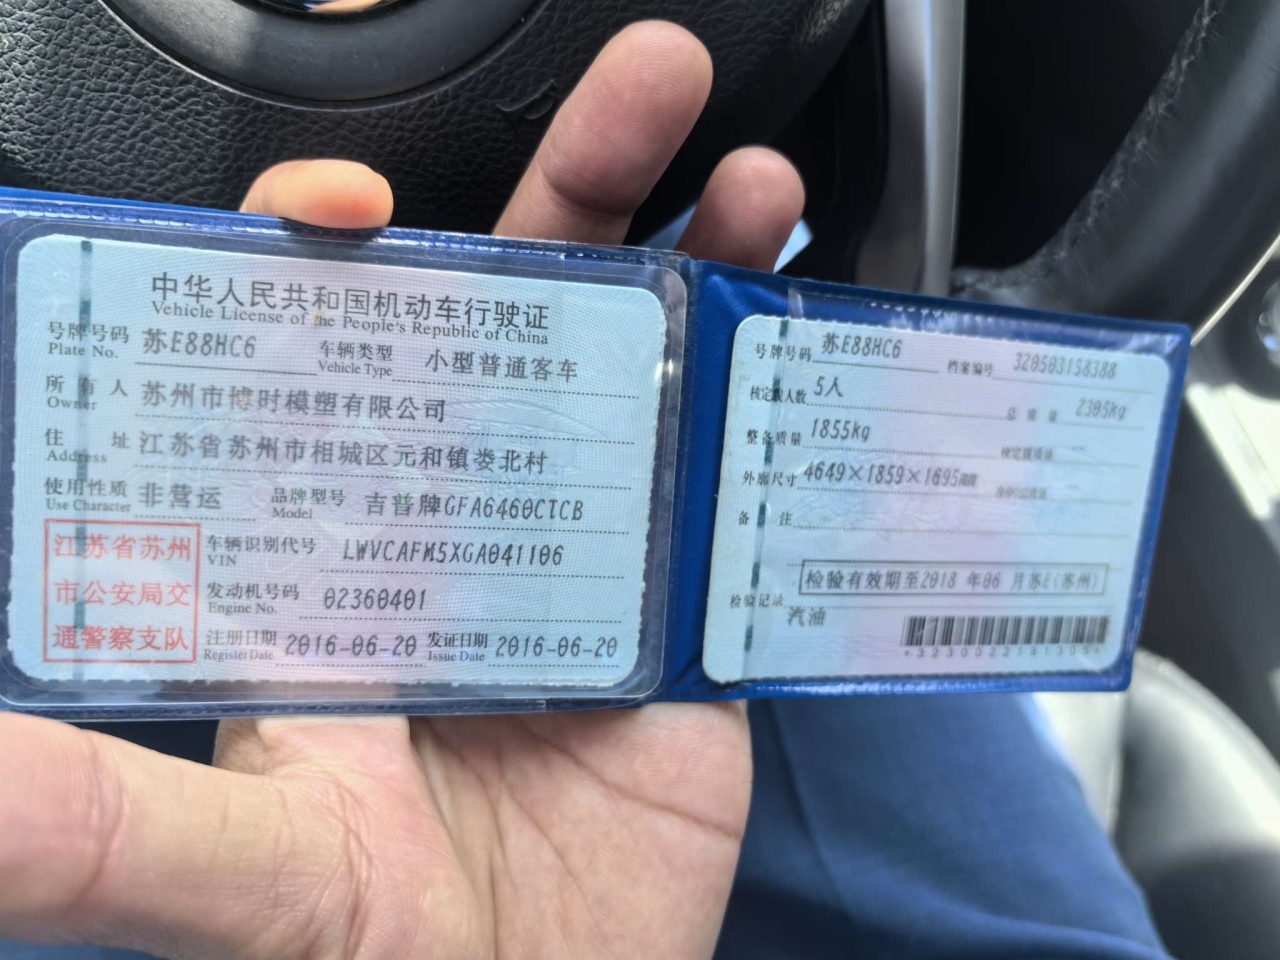 中华人民共和国机动车行驶证
Vehicle License of the People's Republic of China
号牌号码 苏E88HC6 车辆类型 小型普通客车
Plate No. Vehicle Type
所有人 苏州市博时模塑有限公司
Owner
住址 江苏省苏州市相城区元和镇娄北村
Address
使用性质 非营运 品牌型号 吉普牌GFA6460CTCB
Use Character Model
江苏省苏州
市公安局交
通警察支队
车辆识别代号 LWVCAFM5XGA041106
VIN
发动机号码 02360401
Engine No.
注册日期 2016-06-20 发证日期 2016-06-20
Register Date Issue Date
号牌号码 苏E88HC6 档案编号 320503158388
核定载人数 5人 总质量 2305kg
整备质量 1855kg 核定载质量
外廓尺寸 4649×1859×1695
备注
检验有效期至2018 年06 月苏E(苏州)
检验记录
汽油